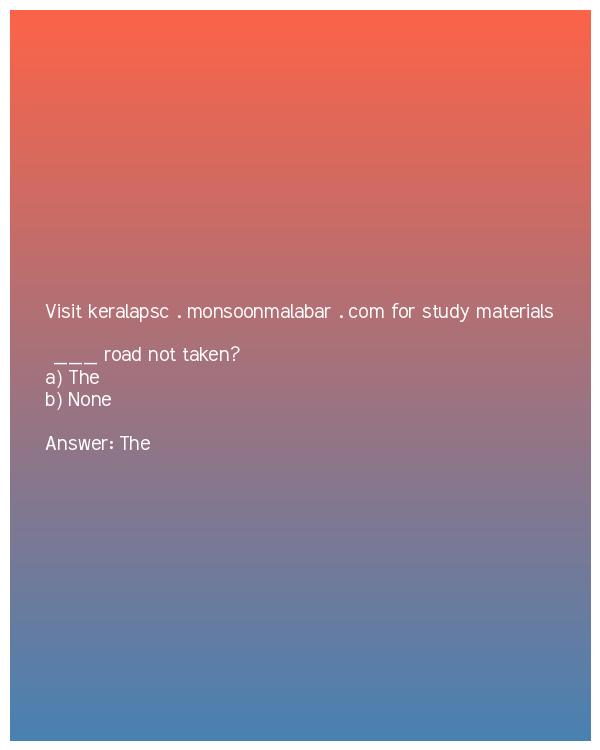 Visit keralapsc . monsoonmalabar . com for study materials
___ road not taken?
a) The
b) None
Answer: The